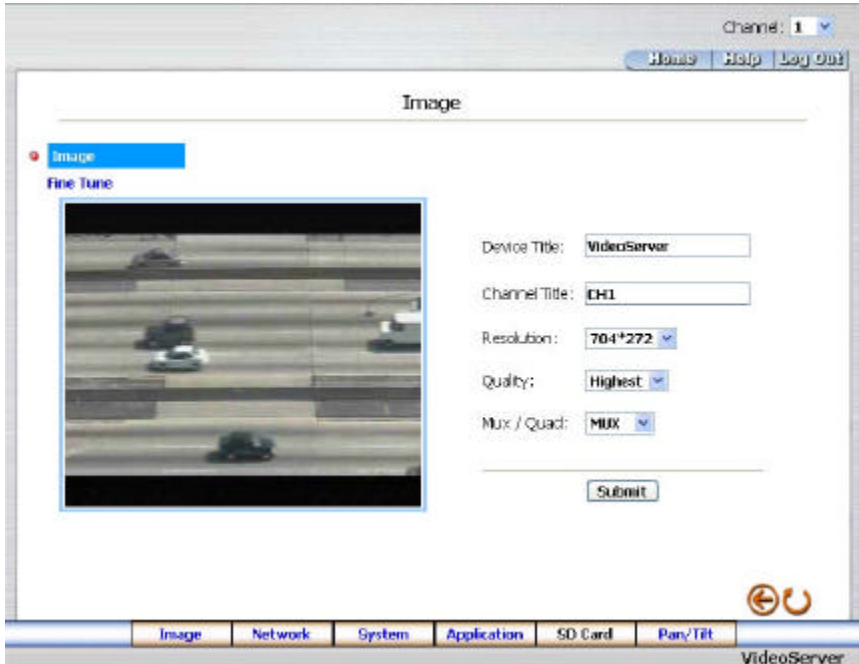 Channel: 1
Home Help Log Out
Image
Image
Fine Tune
Device Title: VideoServer
Channel Title: CH1
Resolution: 704*272
Quality: Highest
Mux / Quad: MUX
Submit
Image Network System Application SD Card Pan/Tilt
VideoServer